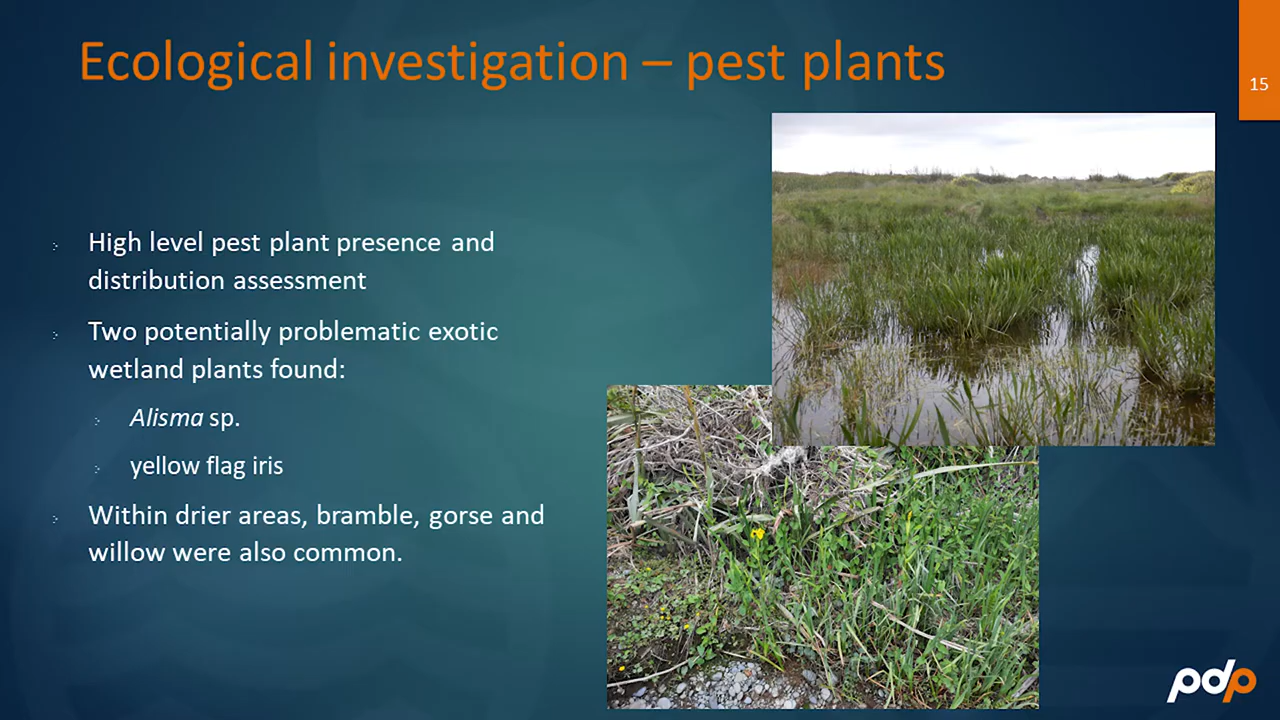 Ecological investigation – pest plants
15
High level pest plant presence and
distribution assessment
Two potentially problematic exotic
wetland plants found:
Alisma sp.
yellow flag iris
Within drier areas, bramble, gorse and
willow were also common.
pdp